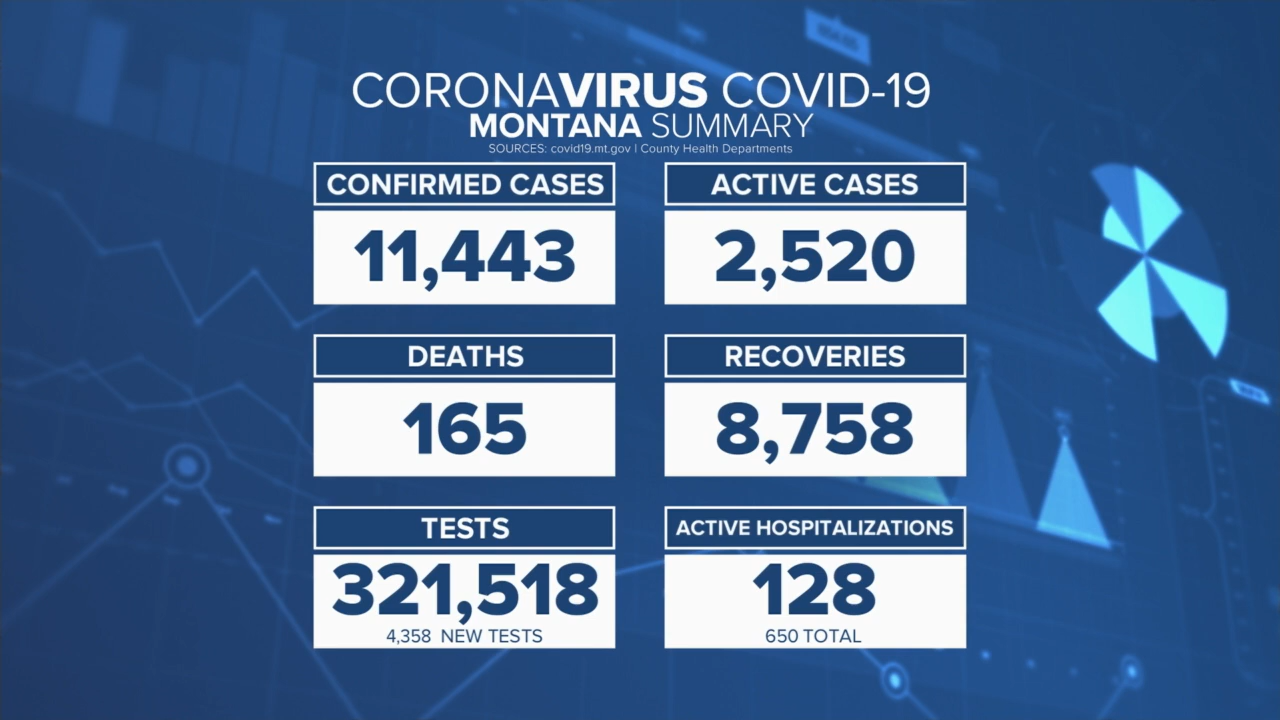 CORONAVIRUS COVID-19
MONTANA SUMMARY
SOURCES: covid19.mt.gov | County Health Departments
CONFIRMED CASES
11,443
ACTIVE CASES
2,520
DEATHS
165
RECOVERIES
8,758
TESTS
321,518
4,358 NEW TESTS
ACTIVE HOSPITALIZATIONS
128
650 TOTAL